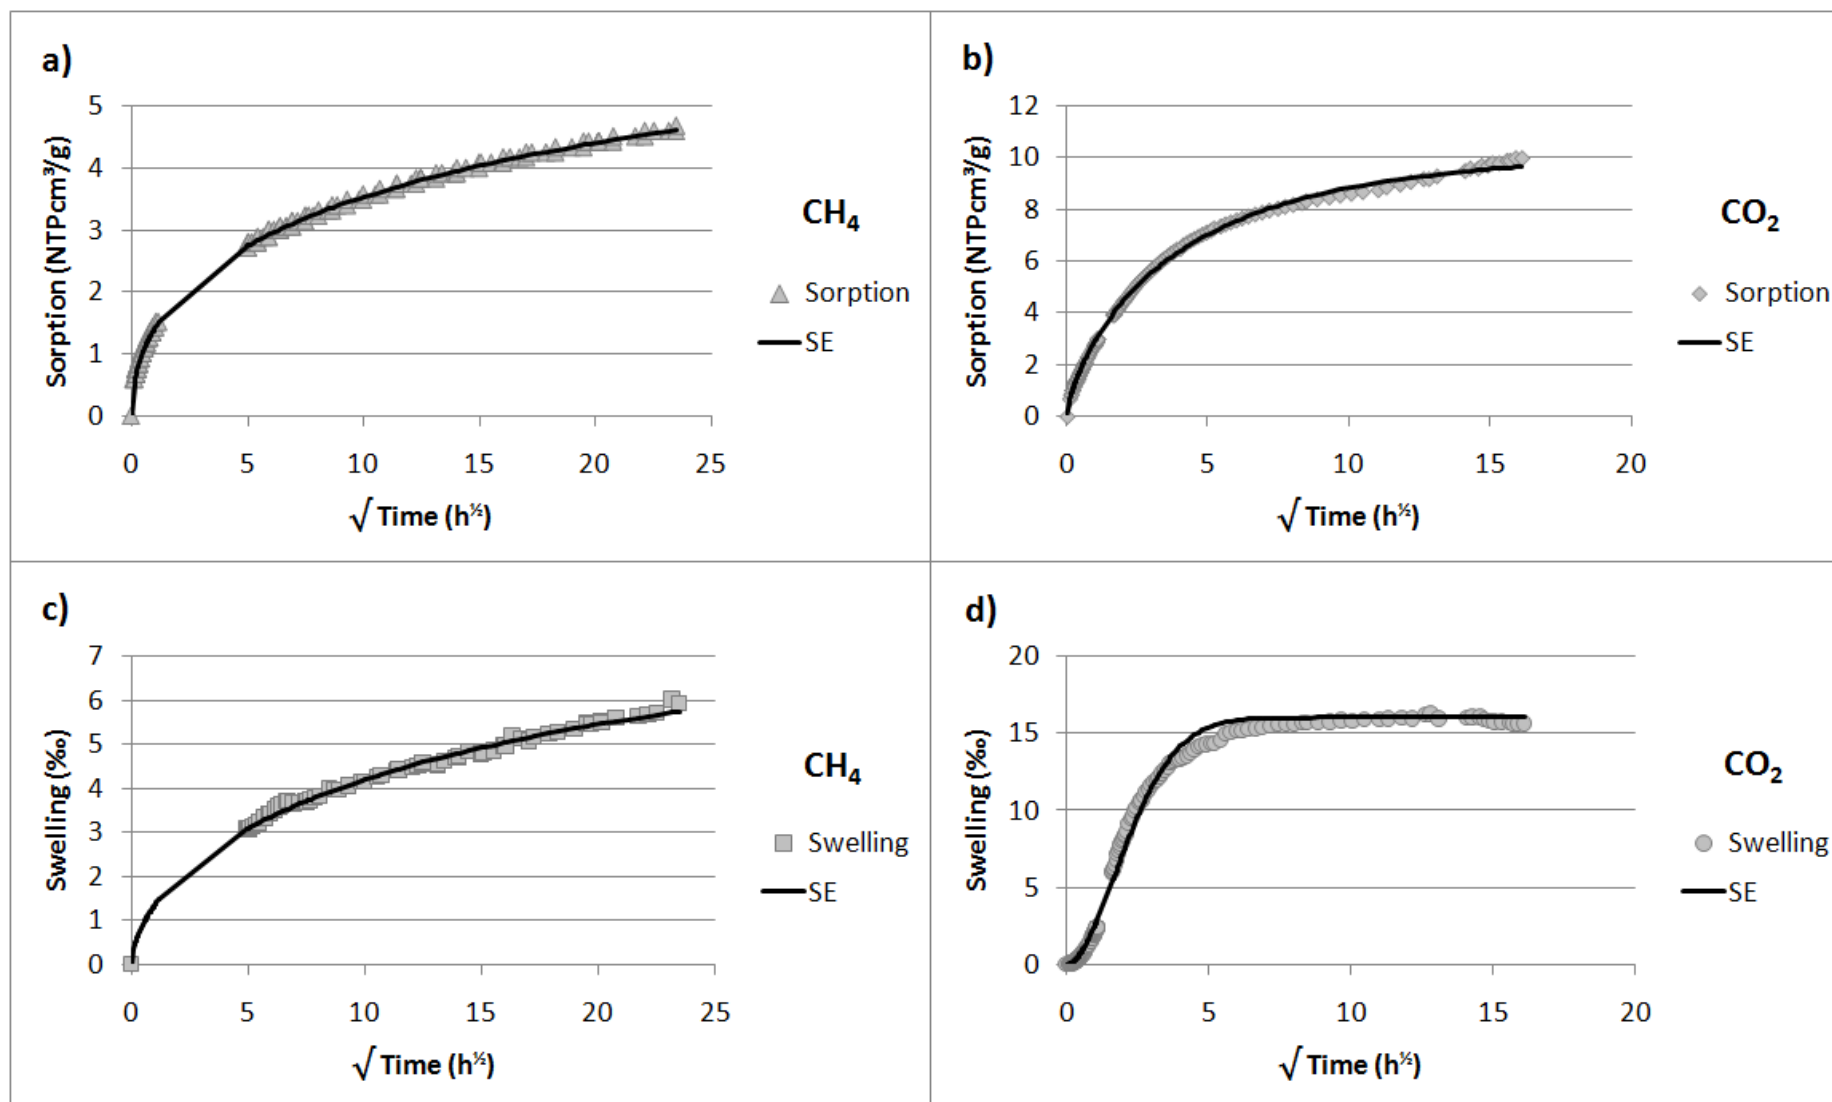 a)
5
4
3
2
1
0
Sorption (NTPcm³/g)
0 5 10 15 20 25
√ Time (h½)
CH₄
Sorption
SE
b)
12
10
8
6
4
2
0
Sorption (NTPcm³/g)
0 5 10 15 20
√ Time (h½)
CO₂
Sorption
SE
c)
7
6
5
4
3
2
1
0
Swelling (‰)
0 5 10 15 20 25
√ Time (h½)
CH₄
Swelling
SE
d)
20
15
10
5
0
Swelling (‰)
0 5 10 15 20
√ Time (h½)
CO₂
Swelling
SE